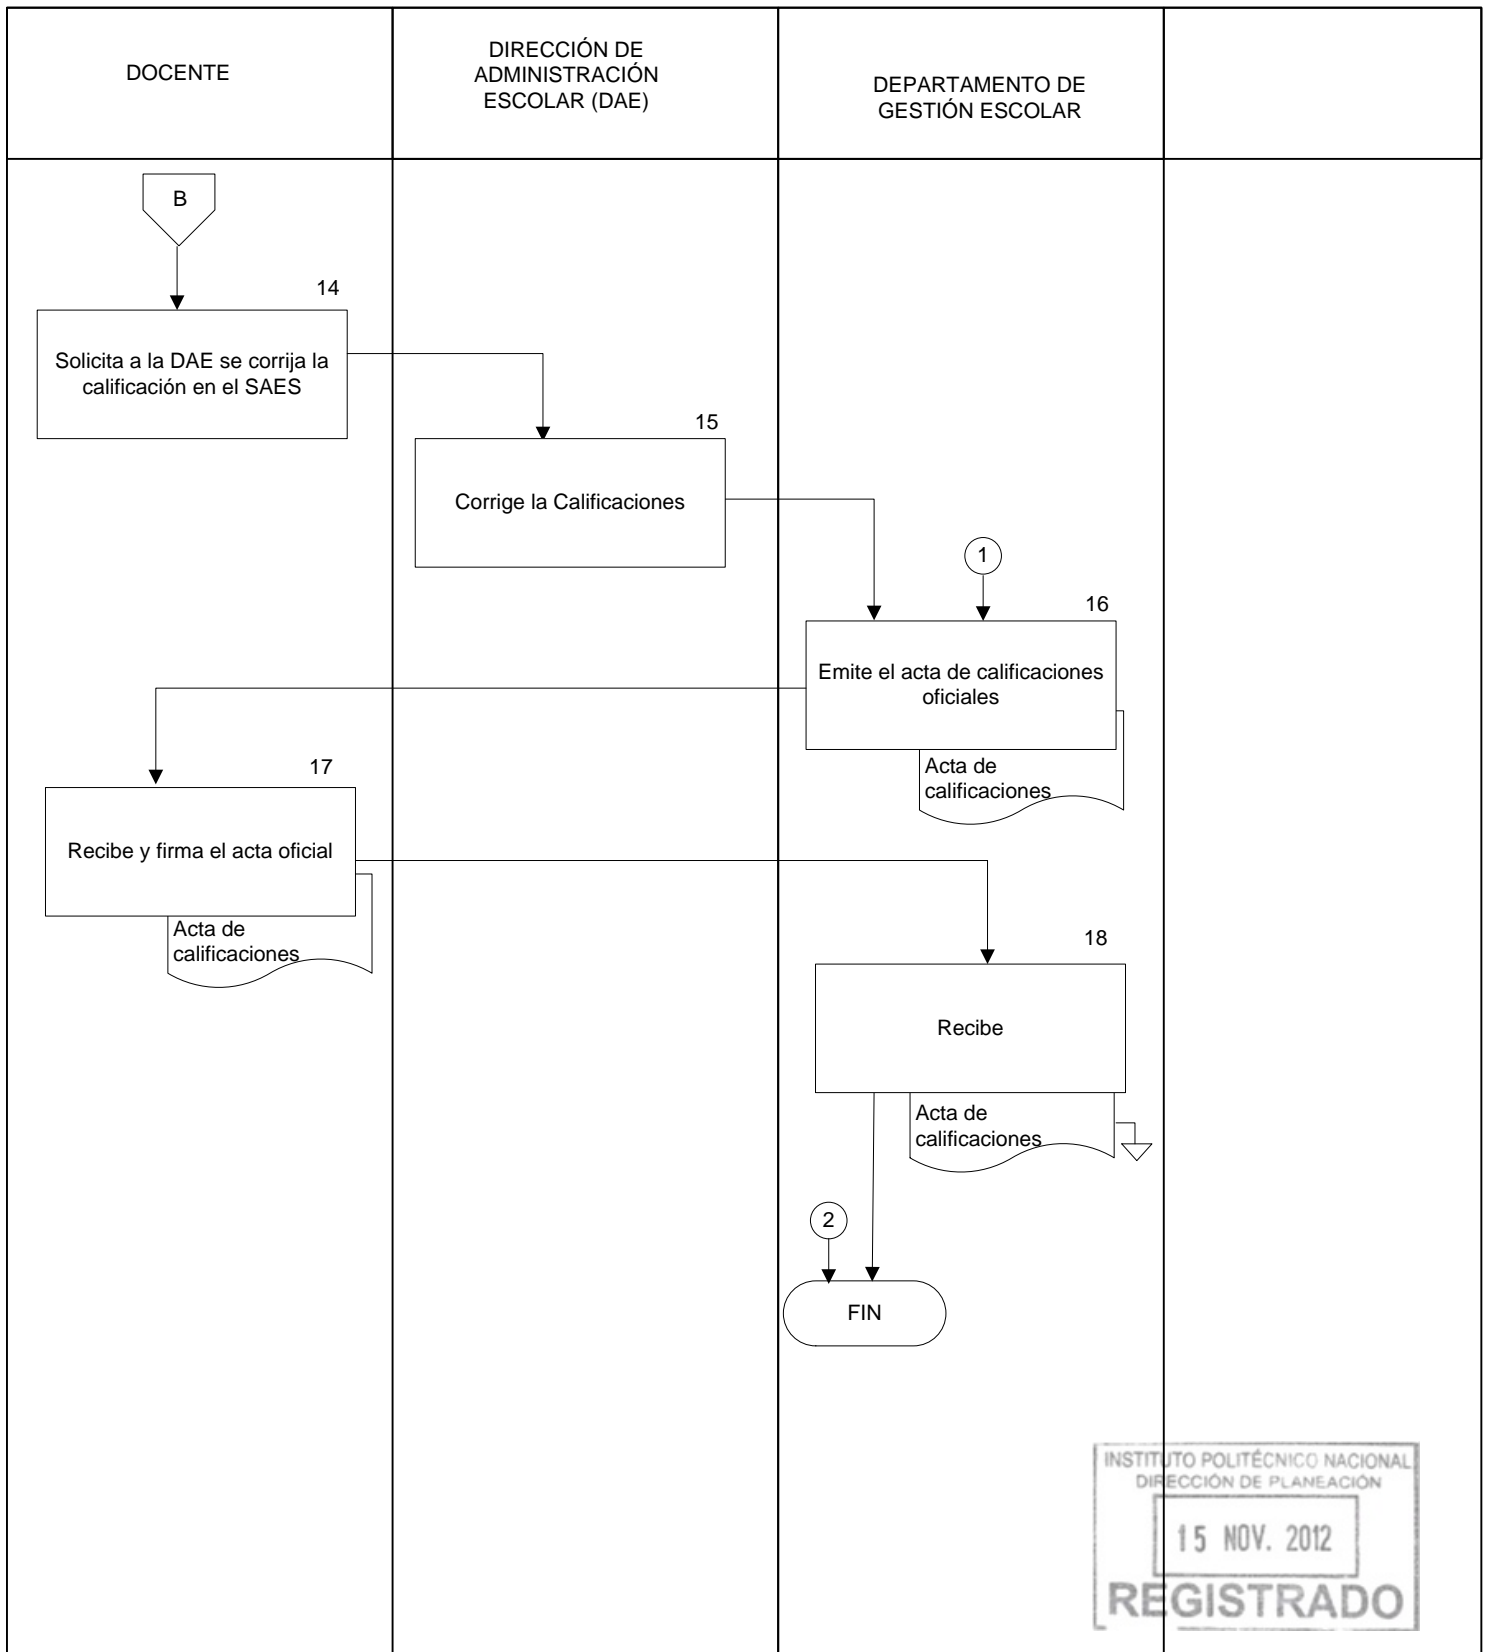 DOCENTE
DIRECCIÓN DE
ADMINISTRACIÓN
ESCOLAR (DAE)
DEPARTAMENTO DE
GESTIÓN ESCOLAR
B
14
Solicita a la DAE se corrija la
calificación en el SAES
15
Corrige la Calificaciones
1
16
Emite el acta de calificaciones
oficiales
Acta de
calificaciones
17
Recibe y firma el acta oficial
Acta de
calificaciones
18
Recibe
Acta de
calificaciones
2
FIN
INSTITUTO POLITÉCNICO NACIONAL
DIRECCIÓN DE PLANEACIÓN
15 NOV. 2012
REGISTRADO